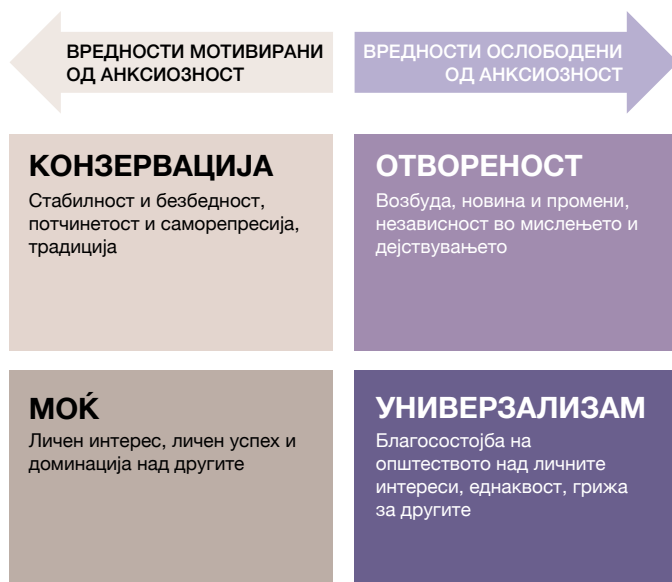 ВРЕДНОСТИ МОТИВИРАНИ
ОД АНКСИОЗНОСТ
ВРЕДНОСТИ ОСЛОБОДЕНИ
ОД АНКСИОЗНОСТ
КОНЗЕРВАЦИЈА
Стабилност и безбедност,
потчинетост и саморепресија,
традиција
ОТВОРЕНОСТ
Возбуда, новина и промени,
независност во мислењето и
дејствувањето
МОЌ
Личен интерес, личен успех и
доминација над другите
УНИВЕРЗАЛИЗАМ
Благосостојба на
општеството над личните
интереси, еднаквост, грижа
за другите